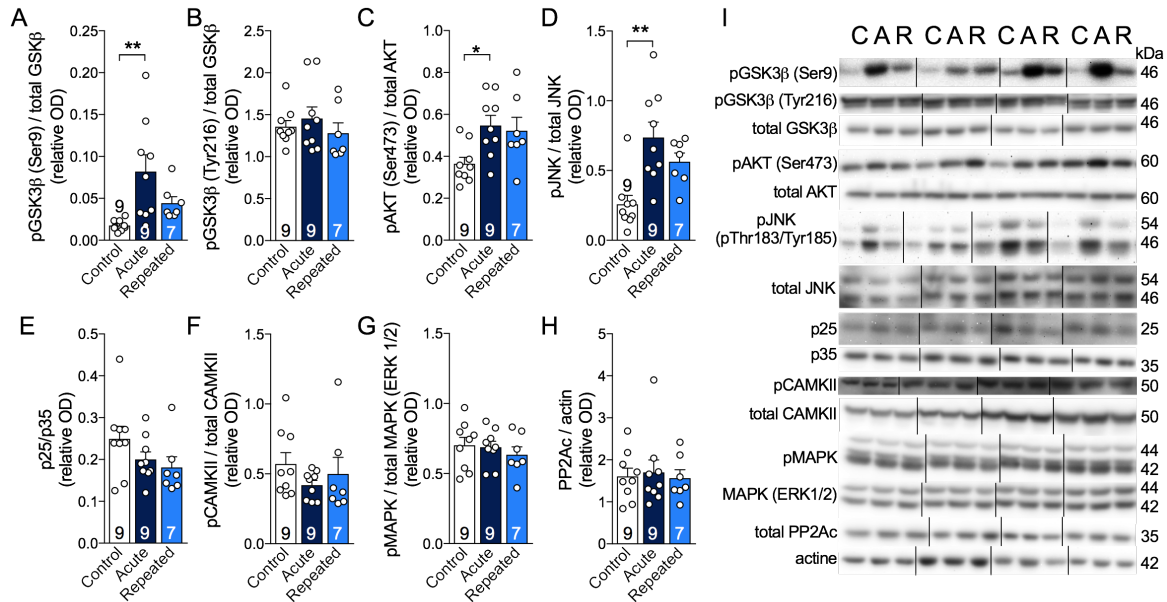 A
pGSK3β (Ser9) / total GSKβ
(relative OD)
0.25
0.20
0.15
0.10
0.05
0.00
**
9
9
7
Control
Acute
Repeated
B
pGSK3β (Tyr216) / total GSKβ
(relative OD)
2.5
2.0
1.5
1.0
0.5
0.0
9
9
7
Control
Acute
Repeated
C
pAKT (Ser473) / total AKT
(relative OD)
1.0
0.8
0.6
0.4
0.2
0.0
*
9
9
7
Control
Acute
Repeated
D
pJNK / total JNK
(relative OD)
1.5
1.0
0.5
0.0
**
9
9
7
Control
Acute
Repeated
E
p25/p35
(relative OD)
0.5
0.4
0.3
0.2
0.1
0.0
9
9
7
Control
Acute
Repeated
F
pCAMKII / total CAMKII
(relative OD)
1.5
1.0
0.5
0.0
9
9
7
Control
Acute
Repeated
G
pMAPK / total MAPK (ERK 1/2)
(relative OD)
1.5
1.0
0.5
0.0
9
9
7
Control
Acute
Repeated
H
PP2Ac / actin
(relative OD)
5
4
3
2
1
0
9
9
7
Control
Acute
Repeated
I
C A R C A R C A R C A R
kDa
pGSK3β (Ser9) 46
pGSK3β (Tyr216) 46
total GSK3β 46
pAKT (Ser473) 60
total AKT 60
pJNK 54
(pThr183/Tyr185) 46
total JNK 54
46
p25 25
p35 35
pCAMKII 50
total CAMKII 50
pMAPK 44
42
MAPK (ERK1/2) 44
42
total PP2Ac 35
actine 42